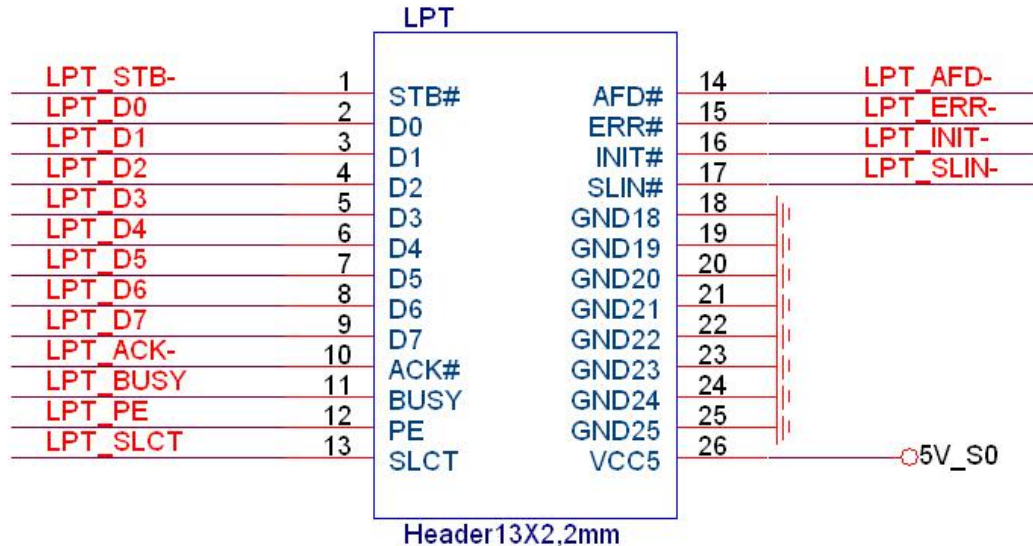 LPT
LPT_STB- 1 STB# AFD# 14 LPT_AFD-
LPT_D0 2 D0 ERR# 15 LPT_ERR-
LPT_D1 3 D1 INIT# 16 LPT_INIT-
LPT_D2 4 D2 SLIN# 17 LPT_SLIN-
LPT_D3 5 D3 GND18 18
LPT_D4 6 D4 GND19 19
LPT_D5 7 D5 GND20 20
LPT_D6 8 D6 GND21 21
LPT_D7 9 D7 GND22 22
LPT_ACK- 10 ACK# GND23 23
LPT_BUSY 11 BUSY GND24 24
LPT_PE 12 PE GND25 25
LPT_SLCT 13 SLCT VCC5 26 5V_S0
Header13X2,2mm